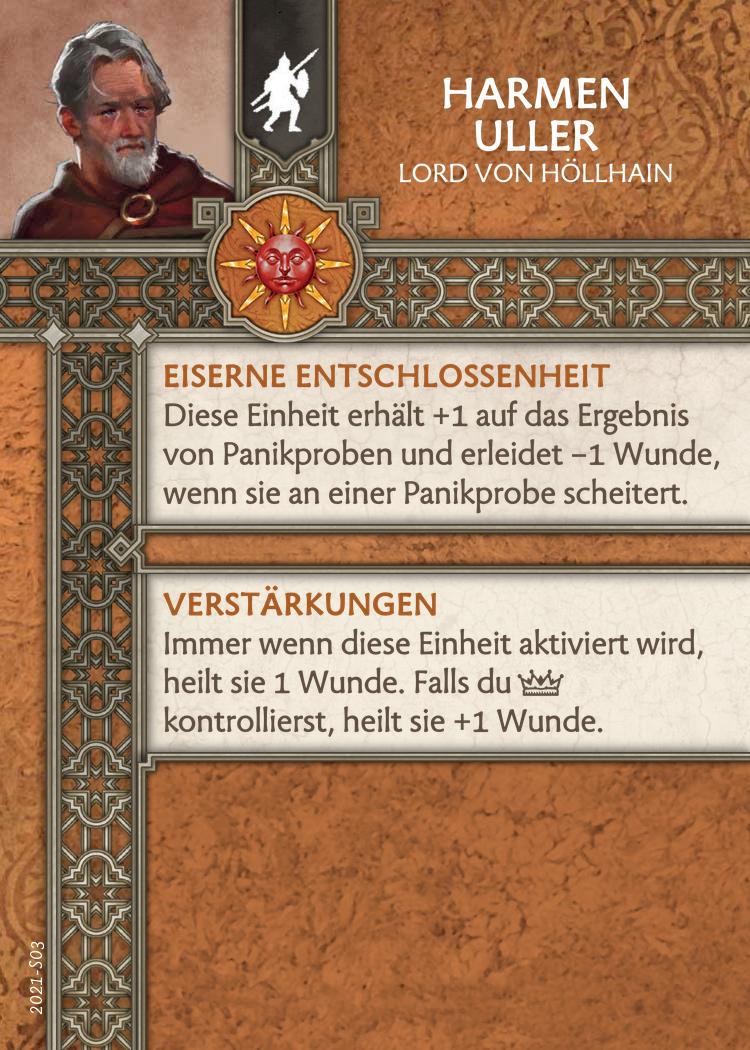 HARMEN
ULLER
LORD VON HÖLLHAIN
EISERNE ENTSCHLOSSENHEIT
Diese Einheit erhält +1 auf das Ergebnis
von Panikproben und erleidet –1 Wunde,
wenn sie an einer Panikprobe scheitert.
VERSTÄRKUNGEN
Immer wenn diese Einheit aktiviert wird,
heilt sie 1 Wunde. Falls du
kontrollierst, heilt sie +1 Wunde.
2021-S03